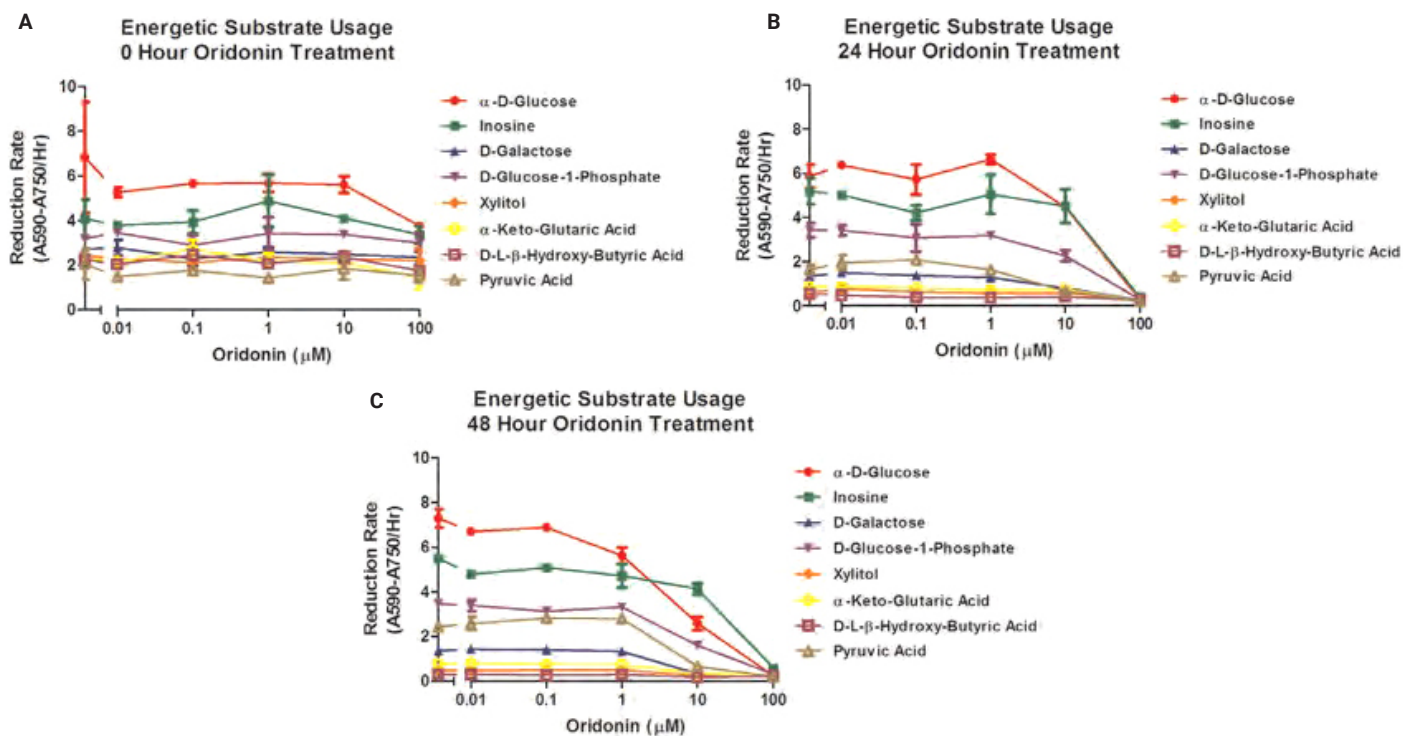 A
Energetic Substrate Usage
0 Hour Oridonin Treatment
10
8
6
4
2
0
Reduction Rate
(A590-A750/Hr)
0.01 0.1 1 10 100
Oridonin (μM)
α-D-Glucose
Inosine
D-Galactose
D-Glucose-1-Phosphate
Xylitol
α-Keto-Glutaric Acid
D-L-β-Hydroxy-Butyric Acid
Pyruvic Acid
B
Energetic Substrate Usage
24 Hour Oridonin Treatment
10
8
6
4
2
0
Reduction Rate
(A590-A750/Hr)
0.01 0.1 1 10 100
Oridonin (μM)
α-D-Glucose
Inosine
D-Galactose
D-Glucose-1-Phosphate
Xylitol
α-Keto-Glutaric Acid
D-L-β-Hydroxy-Butyric Acid
Pyruvic Acid
C
Energetic Substrate Usage
48 Hour Oridonin Treatment
10
8
6
4
2
0
Reduction Rate
(A590-A750/Hr)
0.01 0.1 1 10 100
Oridonin (μM)
α-D-Glucose
Inosine
D-Galactose
D-Glucose-1-Phosphate
Xylitol
α-Keto-Glutaric Acid
D-L-β-Hydroxy-Butyric Acid
Pyruvic Acid